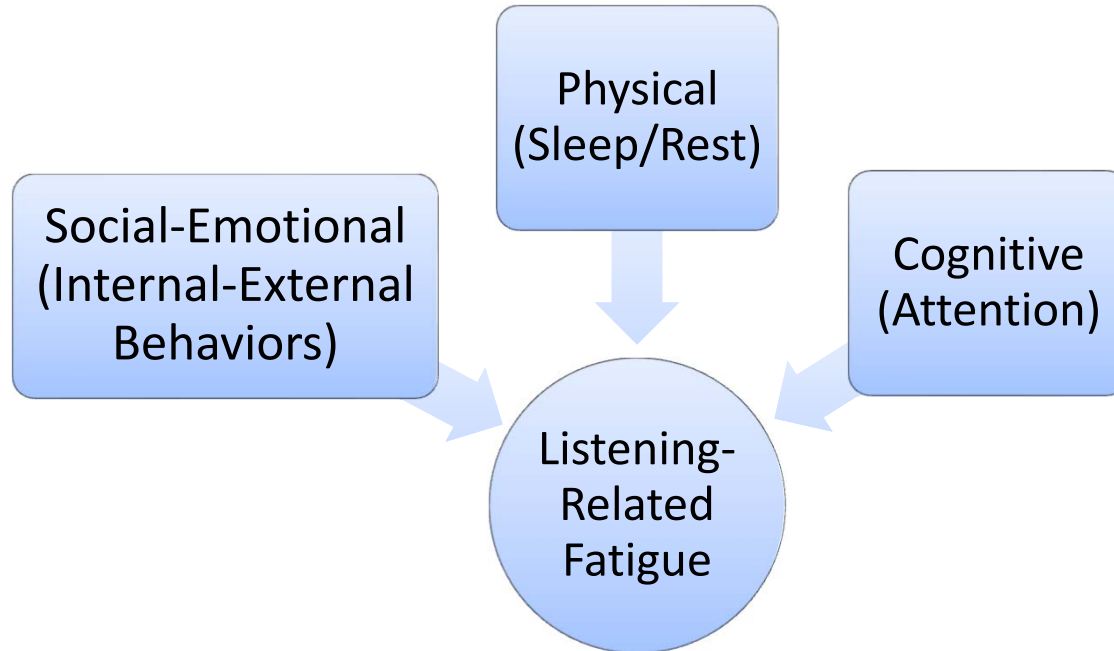 Physical
(Sleep/Rest)
Social-Emotional
(Internal-External
Behaviors)
Cognitive
(Attention)
Listening-
Related
Fatigue